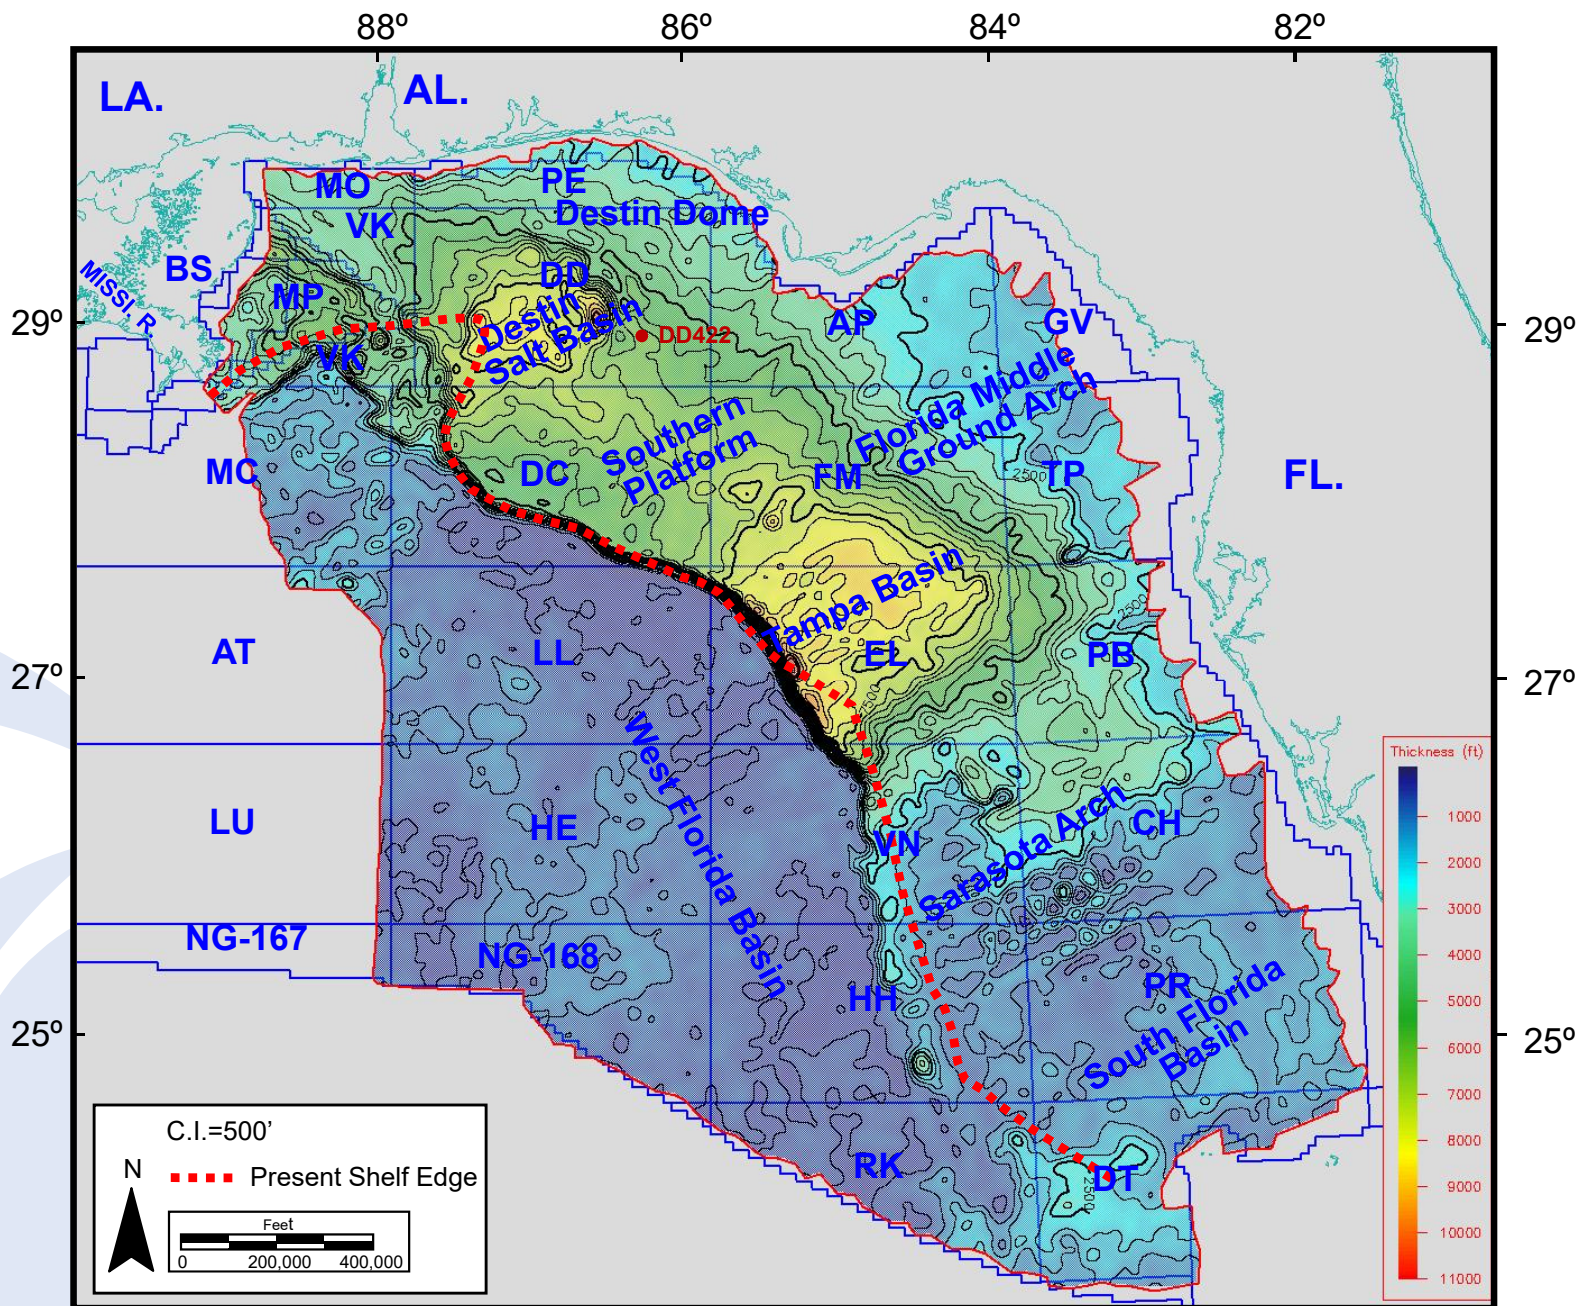 88º 86º 84º 82º
LA.
AL.
MO
PE
VK
Destin Dome
BS
DD
MISSI. R.
MP
Destin
Salt Basin
29º
AP
GV
29º
DD422
VK
Florida Middle
Ground Arch
Southern
Platform
MC
DC
FM
2500
TP
FL.
Tampa Basin
2500
AT
LL
EL
PB
27º
27º
2500
West Florida Basin
LU
HE
VN
Sarasota Arch
CH
NG-167
NG-168
HH
PR
South Florida
Basin
25º
25º
RK
DT
2500
Thickness (ft)
1000
2000
3000
4000
5000
6000
7000
8000
9000
10000
11000
C.I.=500’
N
Present Shelf Edge
Feet
0 200,000 400,000